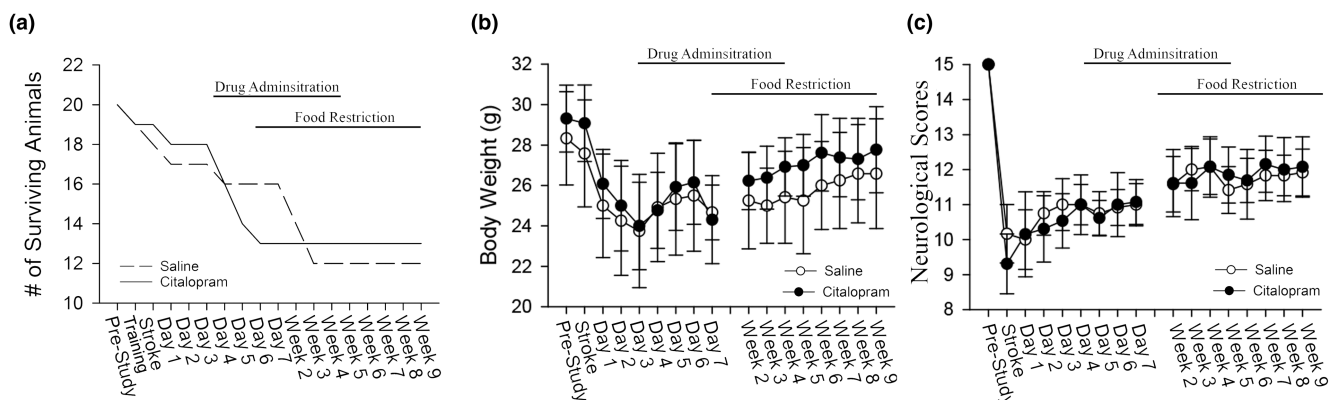 (a)
# of Surviving Animals
22
20
18
16
14
12
10
Drug Adminsitration
Food Restriction
Saline
Citalopram
Pre-Study
Training
Stroke
Day 1
Day 2
Day 3
Day 4
Day 5
Day 6
Day 7
Week 2
Week 3
Week 4
Week 5
Week 6
Week 7
Week 8
Week 9
(b)
Body Weight (g)
32
30
28
26
24
22
20
Drug Adminsitration
Food Restriction
Saline
Citalopram
Pre-Study
Stroke
Day 1
Day 2
Day 3
Day 4
Day 5
Day 6
Day 7
Week 2
Week 3
Week 4
Week 5
Week 6
Week 7
Week 8
Week 9
(c)
Neurological Scores
15
14
13
12
11
10
9
8
Drug Adminsitration
Food Restriction
Saline
Citalopram
Pre-Study
Stroke
Day 1
Day 2
Day 3
Day 4
Day 5
Day 6
Day 7
Week 2
Week 3
Week 4
Week 5
Week 6
Week 7
Week 8
Week 9